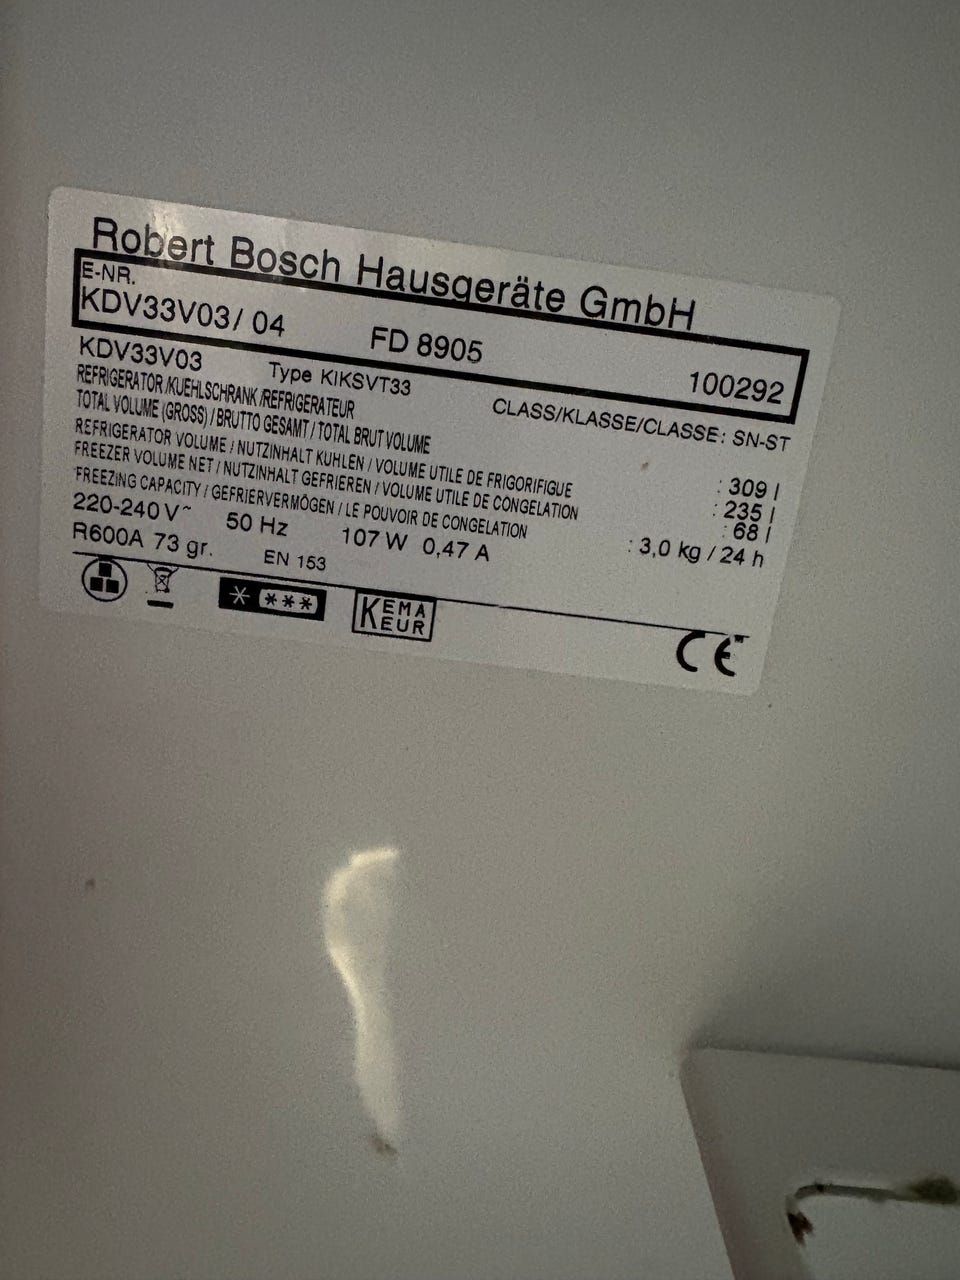 Robert Bosch Hausgeräte GmbH
E-NR.
KDV33V03/ 04 FD 8905 100292
KDV33V03 Type KIKSVT33 CLASS/KLASSE/CLASSE: SN-ST
REFRIGERATOR/KUEHLSCHRANK/REFRIGERATEUR
TOTAL VOLUME (GROSS) / BRUTTO GESAMT / TOTAL BRUT VOLUME : 309 l
REFRIGERATOR VOLUME / NUTZINHALT KUHLEN / VOLUME UTILE DE FRIGORIFIGUE : 235 l
FREEZER VOLUME NET / NUTZINHALT GEFRIEREN / VOLUME UTILE DE CONGELATION : 68 l
FREEZING CAPACITY / GEFRIERVERMÖGEN / LE POUVOIR DE CONGELATION : 3,0 kg / 24 h
220-240 V~ 50 Hz 107 W 0,47 A
R600A 73 gr. EN 153
KEMA
EUR
CE